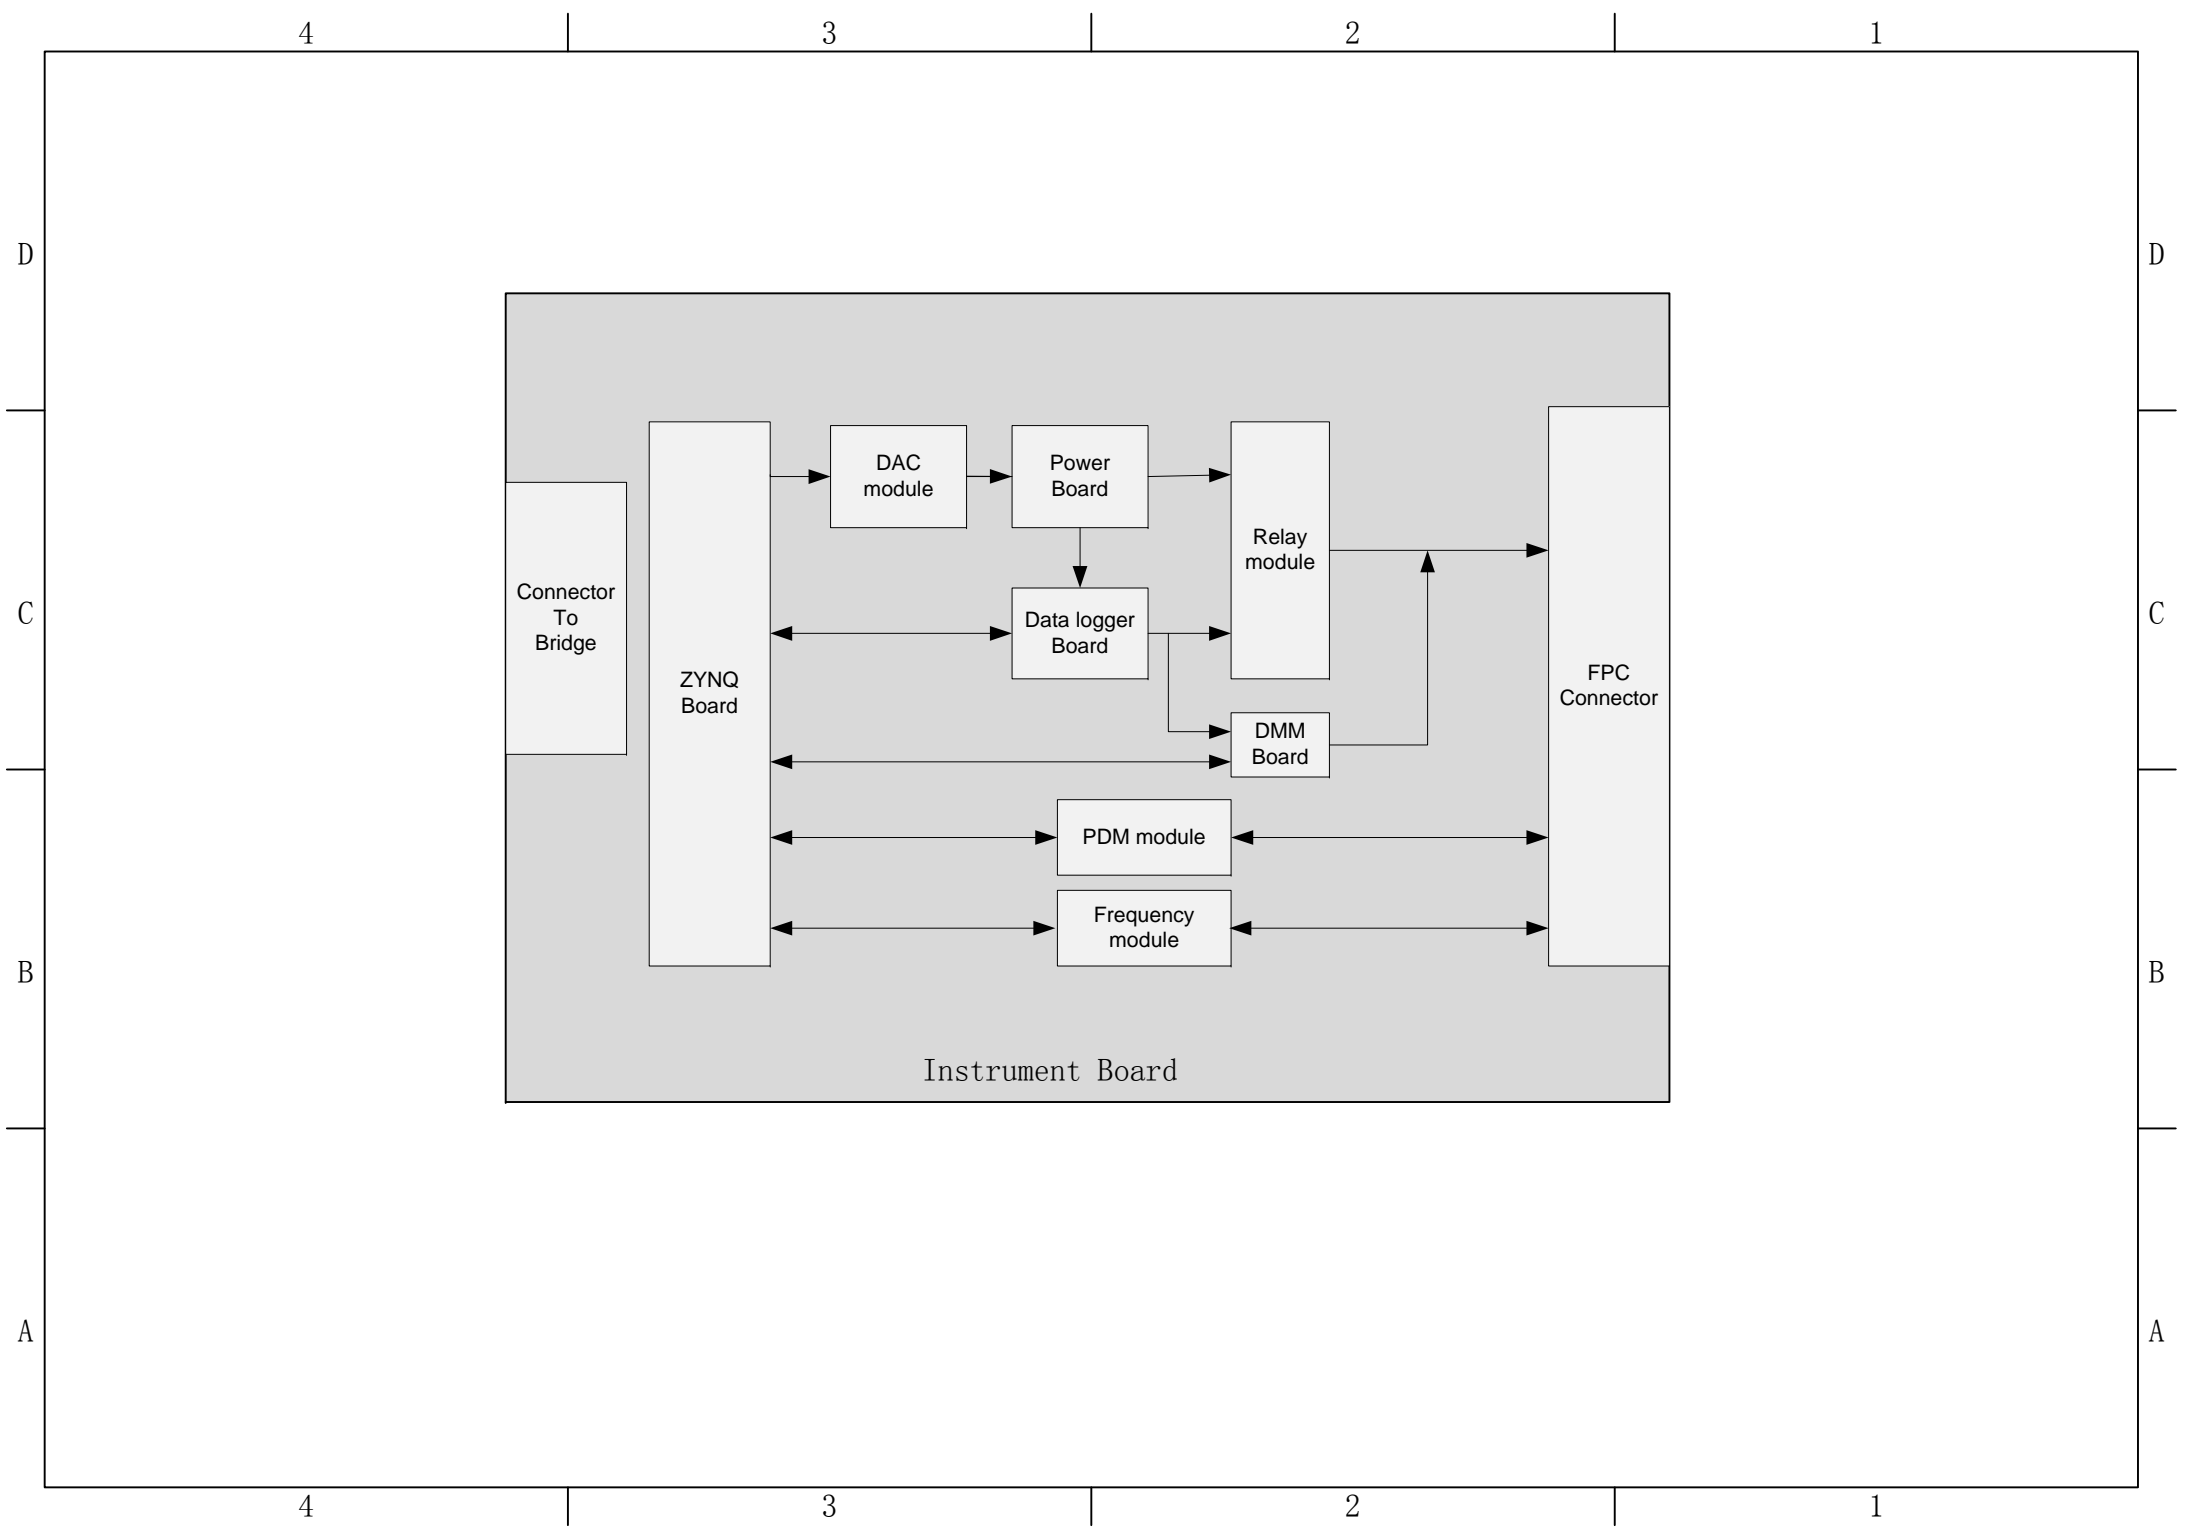 4 3 2 1
D D
DAC
module
Power
Board
Relay
module
Connector
To
Bridge
Data logger
Board
C C
ZYNQ
Board
FPC
Connector
DMM
Board
PDM module
Frequency
module
B B
Instrument Board
A A
4 3 2 1